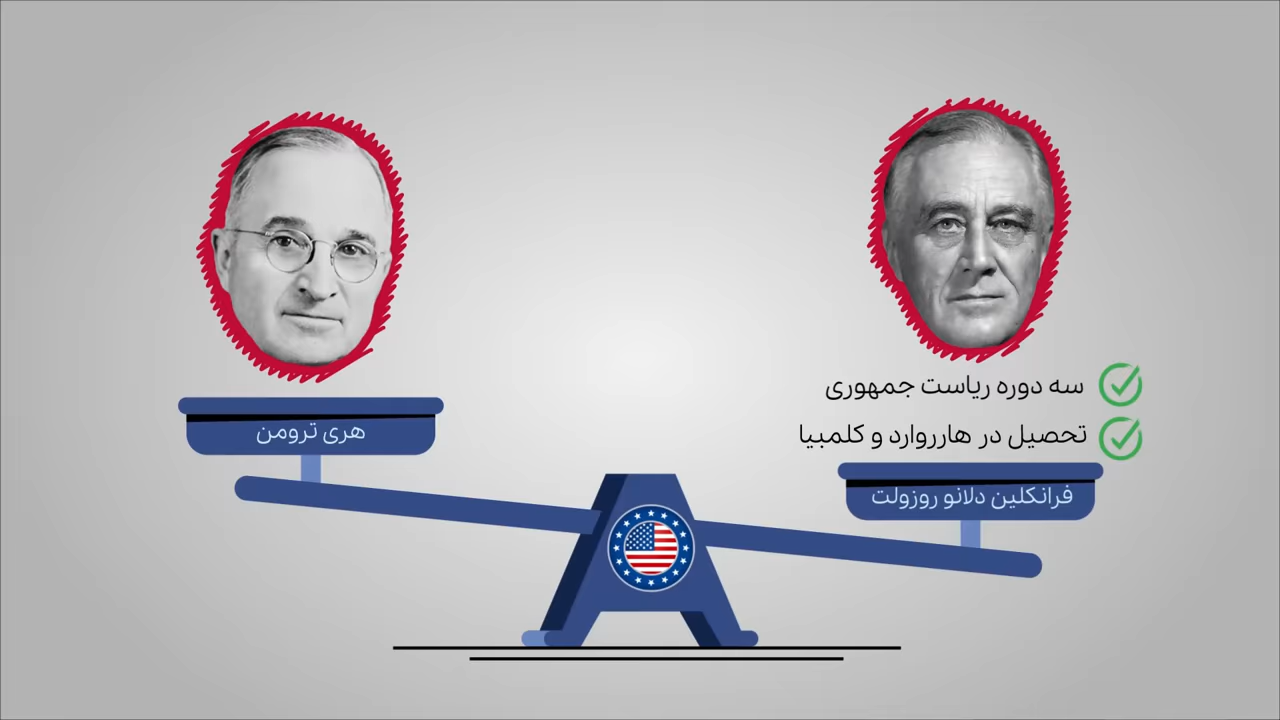 سه دوره ریاست جمهوری
تحصیل در هارروارد و کلمبیا
فرانکلین دلانو روزولت
هری ترومن